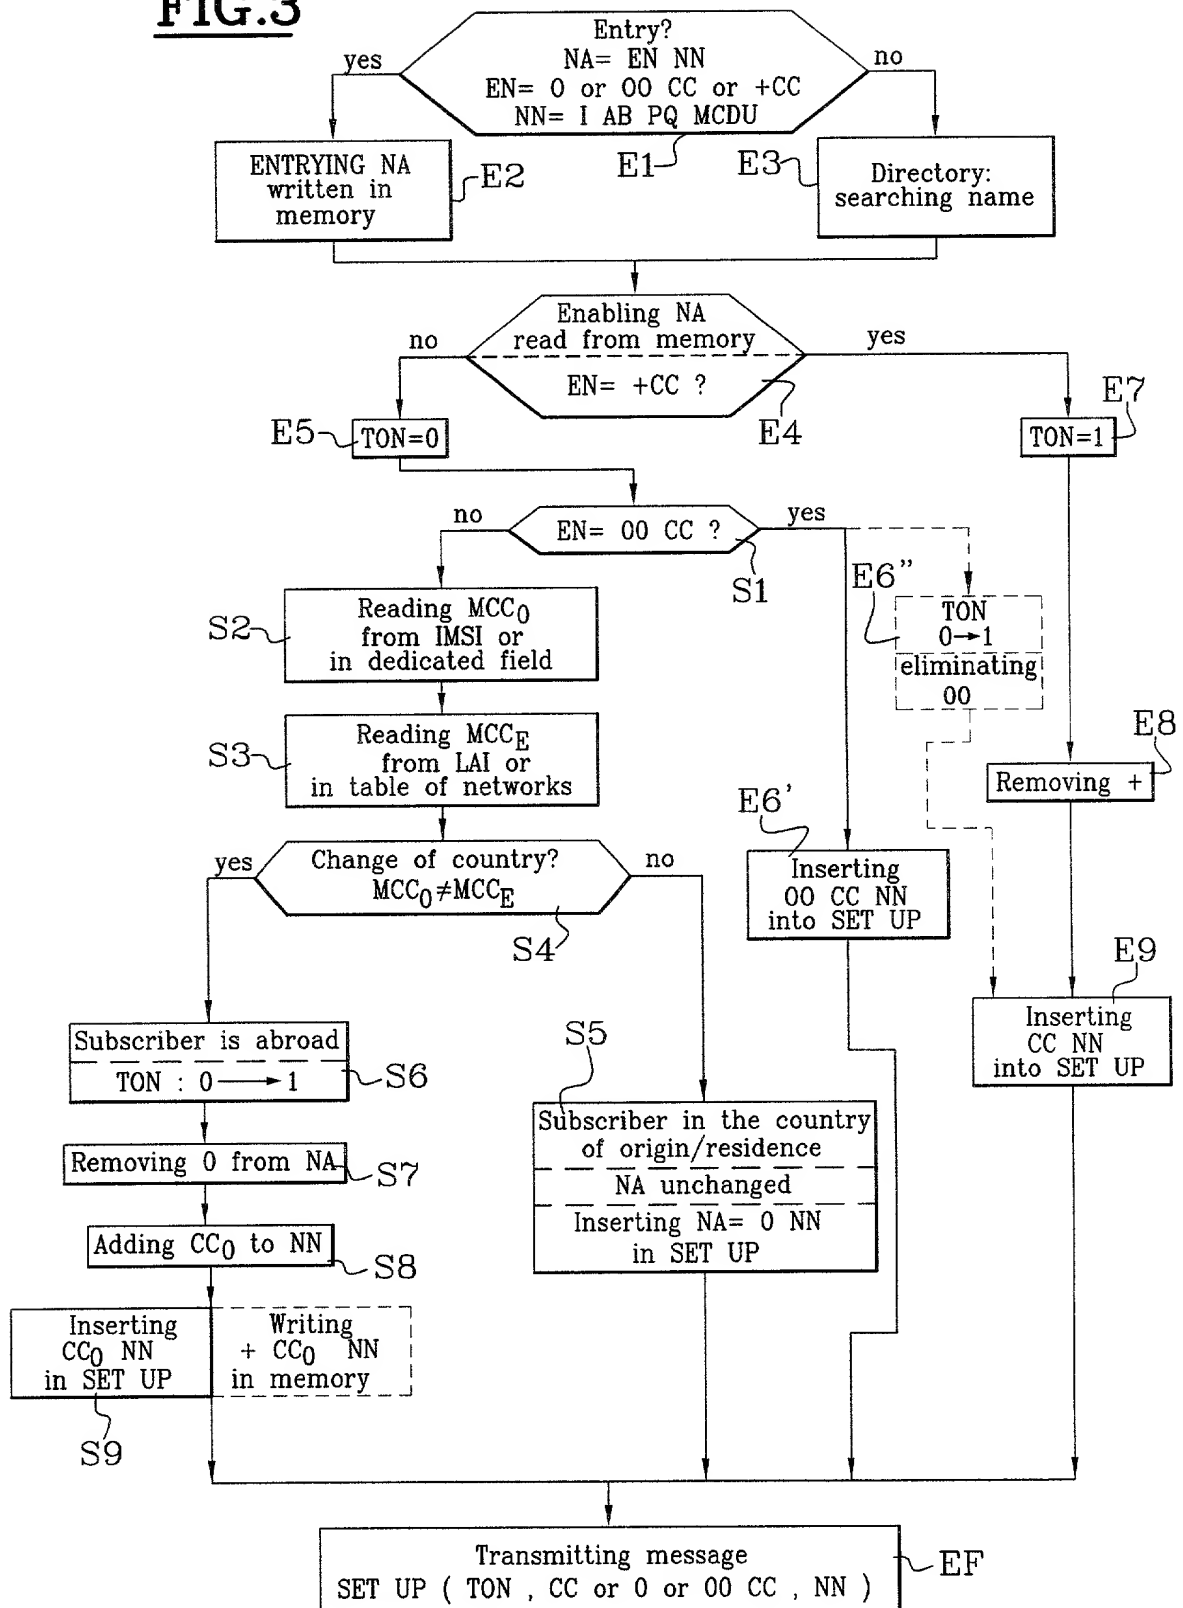 FIG.3
Entry?
NA= EN NN
EN= 0 or 00 CC or +CC
NN= I AB PQ MCDU
yes
no
E1
ENTRYING NA
written in
memory
E2
E3
Directory:
searching name
Enabling NA
read from memory
EN= +CC ?
no
yes
E4
E5
TON=0
E7
TON=1
EN= 00 CC ?
no
yes
S1
E6"
TON
0→1
eliminating
00
S2
Reading MCC0
from IMSI or
in dedicated field
S3
Reading MCCE
from LAI or
in table of networks
E8
Removing +
E6'
Inserting
00 CC NN
into SET UP
yes
Change of country?
MCC0≠MCCE
no
S4
E9
Inserting
CC NN
into SET UP
Subscriber is abroad
TON : 0→1
S6
S5
Subscriber in the country
of origin/residence
NA unchanged
Inserting NA= 0 NN
in SET UP
Removing 0 from NA
S7
Adding CC0 to NN
S8
Inserting
CC0 NN
in SET UP
Writing
+ CC0 NN
in memory
S9
Transmitting message
SET UP ( TON , CC or 0 or 00 CC , NN )
EF